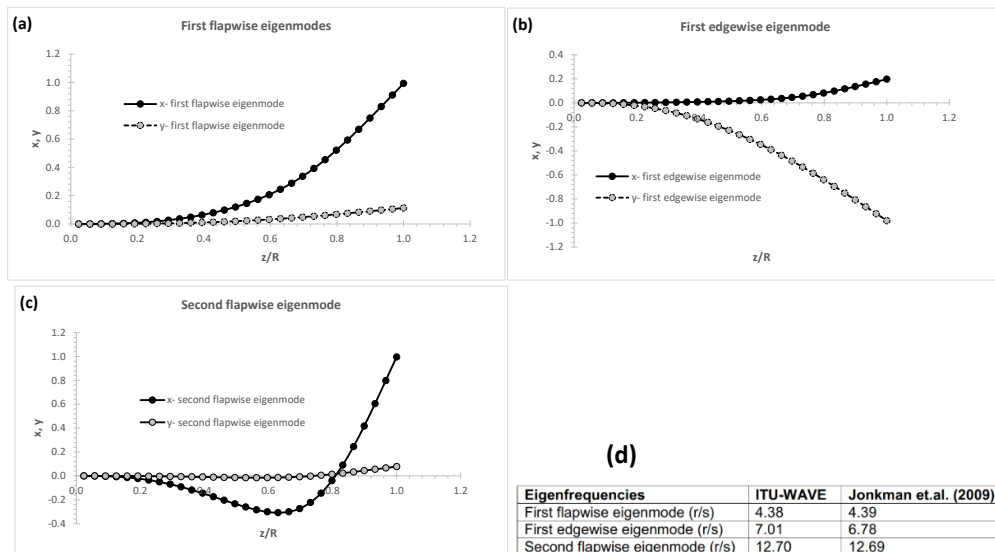 (a)
First flapwise eigenmodes
1.2
1.0
0.8
0.6
0.4
0.2
0.0
x, y
x- first flapwise eigenmode
y- first flapwise eigenmode
0.0 0.2 0.4 0.6 0.8 1.0 1.2
z/R
(b)
First edgewise eigenmode
0.4
0.2
0.0
-0.2
-0.4
-0.6
-0.8
-1.0
-1.2
x, y
0.0 0.2 0.4 0.6 0.8 1.0 1.2
x- first edgewise eigenmode
y- first edgewise eigenmode
z/R
(c)
Second flapwise eigenmode
1.2
1.0
0.8
0.6
0.4
0.2
0.0
-0.2
-0.4
x, y
x- second flapwise eigenmode
y- second flapwise eigenmode
0.0 0.2 0.4 0.6 0.8 1.0 1.2
z/R
(d)
Eigenfrequencies ITU-WAVE Jonkman et.al. (2009)
First flapwise eigenmode (r/s) 4.38 4.39
First edgewise eigenmode (r/s) 7.01 6.78
Second flapwise eigenmode (r/s) 12.70 12.69